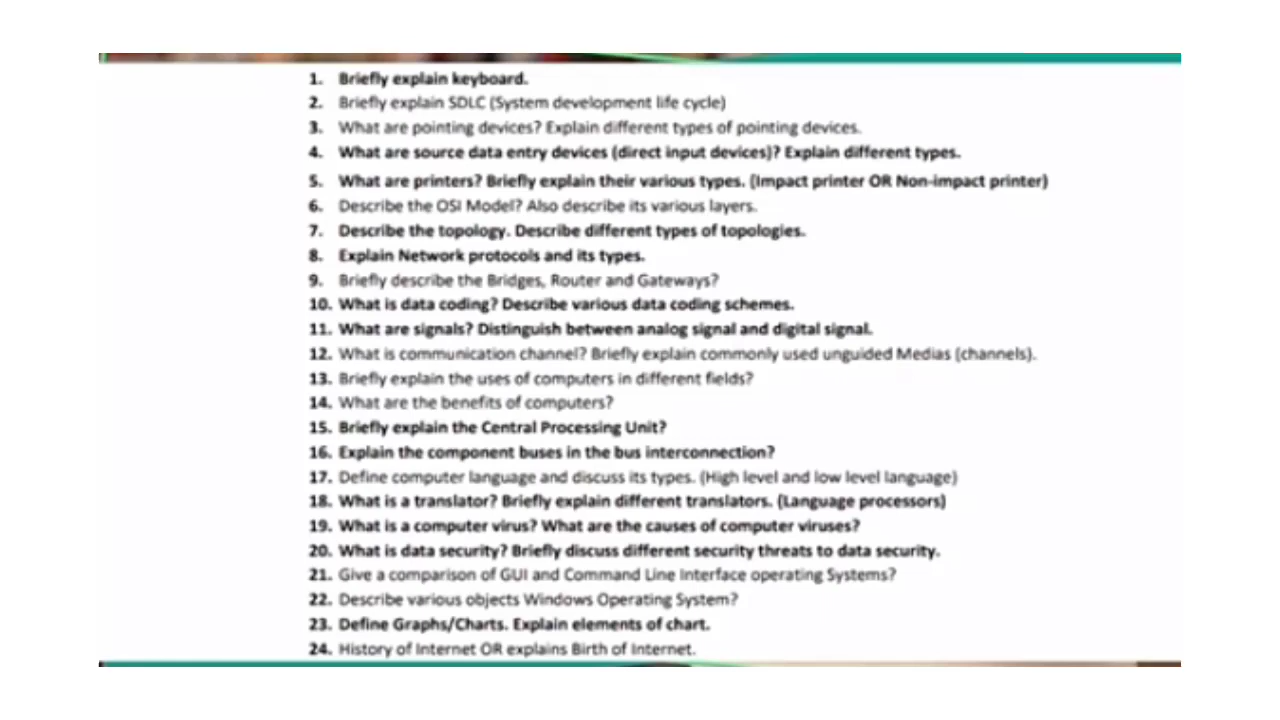 1. Briefly explain keyboard.
2. Briefly explain SDLC (System development life cycle)
3. What are pointing devices? Explain different types of pointing devices.
4. What are source data entry devices (direct input devices)? Explain different types.
5. What are printers? Briefly explain their various types. (Impact printer OR Non-impact printer)
6. Describe the OSI Model? Also describe its various layers.
7. Describe the topology. Describe different types of topologies.
8. Explain Network protocols and its types.
9. Briefly describe the Bridges, Router and Gateways?
10. What is data coding? Describe various data coding schemes.
11. What are signals? Distinguish between analog signal and digital signal.
12. What is communication channel? Briefly explain commonly used unguided Medias (channels).
13. Briefly explain the uses of computers in different fields?
14. What are the benefits of computers?
15. Briefly explain the Central Processing Unit?
16. Explain the component buses in the bus interconnection?
17. Define computer language and discuss its types. (High level and low level language)
18. What is a translator? Briefly explain different translators. (Language processors)
19. What is a computer virus? What are the causes of computer viruses?
20. What is data security? Briefly discuss different security threats to data security.
21. Give a comparison of GUI and Command Line Interface operating Systems?
22. Describe various objects Windows Operating System?
23. Define Graphs/Charts. Explain elements of chart.
24. History of Internet OR explains Birth of Internet.